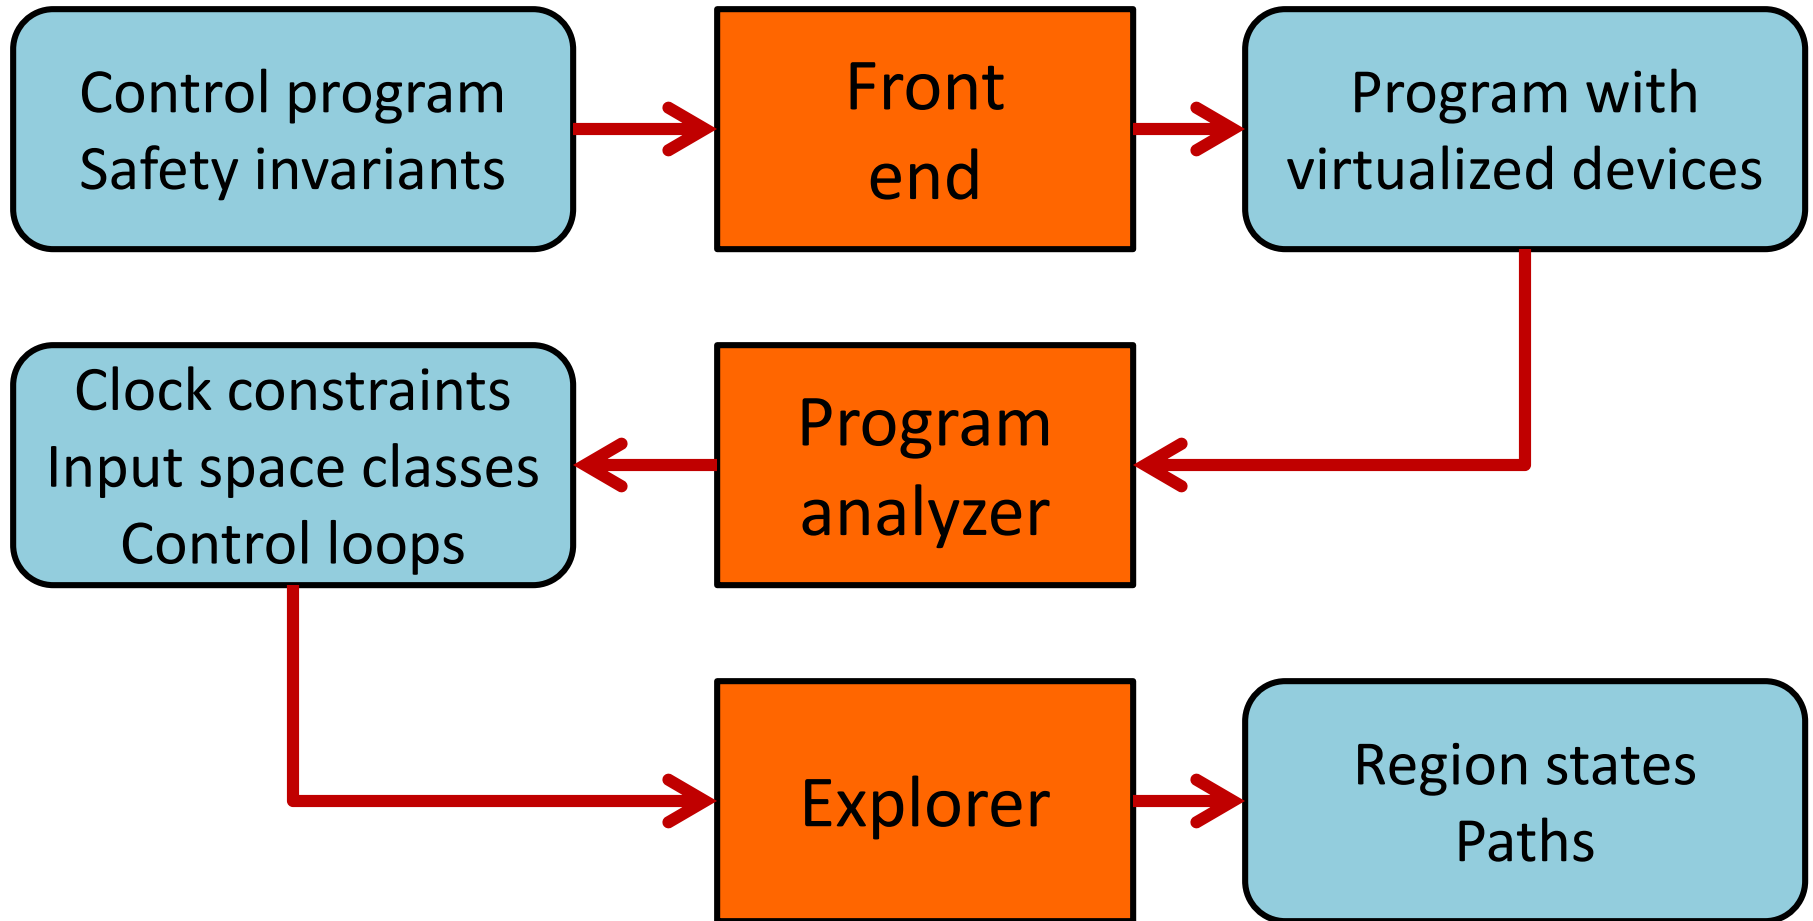 Control program
Safety invariants
Front
end
Program with
virtualized devices
Clock constraints
Input space classes
Control loops
Program
analyzer
Explorer
Region states
Paths